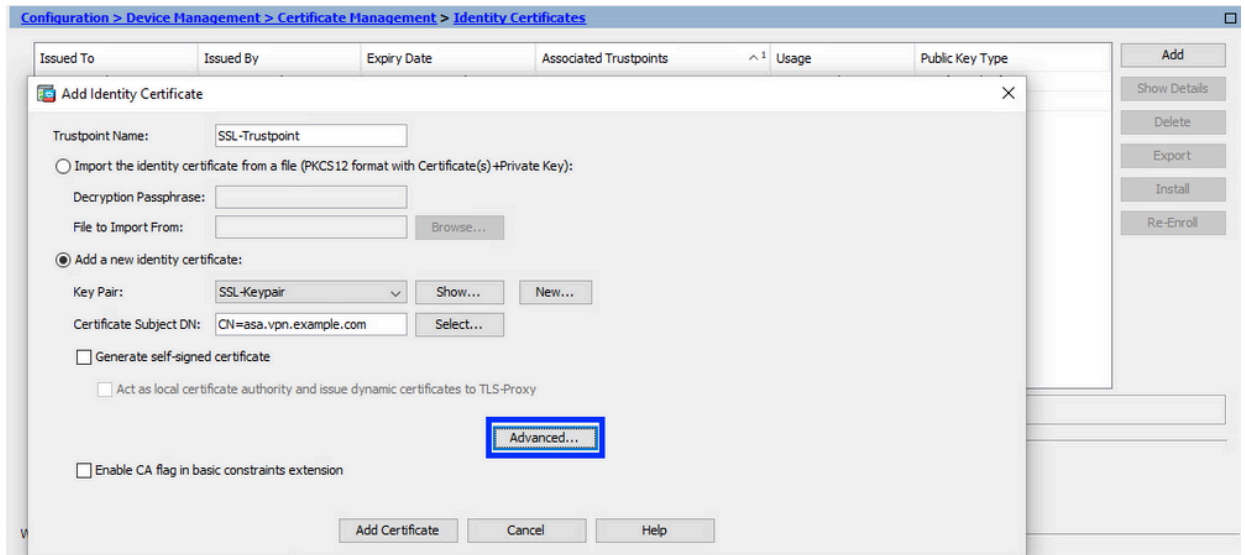 Configuration > Device Management > Certificate Management > Identity Certificates
Issued To Issued By Expiry Date Associated Trustpoints 1 Usage Public Key Type
Add
Show Details
Delete
Export
Install
Re-Enroll
Add Identity Certificate
Trustpoint Name: SSL-Trustpoint
Import the identity certificate from a file (PKCS12 format with Certificate(s)+Private Key):
Decryption Passphrase:
File to Import From: Browse...
Add a new identity certificate:
Key Pair: SSL-Keypair Show... New...
Certificate Subject DN: CN=asa.vpn.example.com Select...
Generate self-signed certificate
Act as local certificate authority and issue dynamic certificates to TLS-Proxy
Advanced...
Enable CA flag in basic constraints extension
Add Certificate Cancel Help